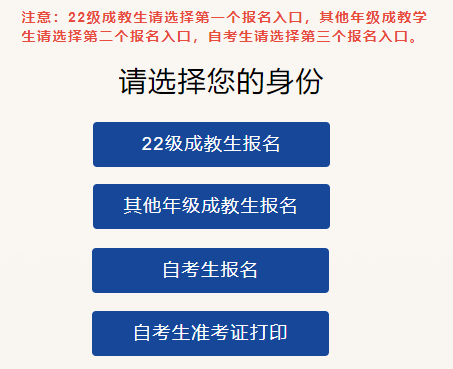 注意：22级成教生请选择第一个报名入口，其他年级成教学
生请选择第二个报名入口，自考生请选择第三个报名入口。
请选择您的身份
22级成教生报名
其他年级成教生报名
自考生报名
自考生准考证打印